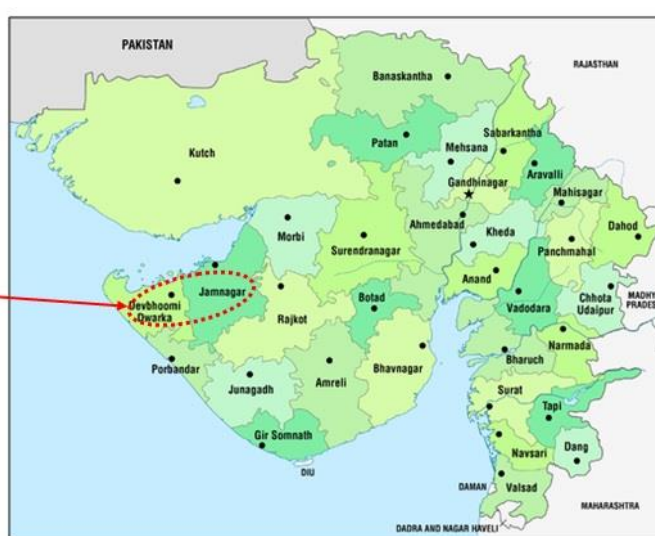 PAKISTAN
RAJASTHAN
Banaskantha
Patan
Sabarkantha
Mehsana
Kutch
Aravalli
Gandhinagar
Mahisagar
Morbi
Ahmedabad
Kheda
Dahod
Surendranagar
Panchmahal
Anand
Jamnagar
Botad
Vadodara
Chhota
Udaipur
MADHY
PRADES
Devbhoomi
Dwarka
Rajkot
Narmada
Porbandar
Bharuch
Bhavnagar
Junagadh
Amreli
Surat
Tapi
Gir Somnath
Dang
Navsari
DIU
DAMAN
Valsad
MAHARASHTRA
DADRA AND NAGAR HAVELI